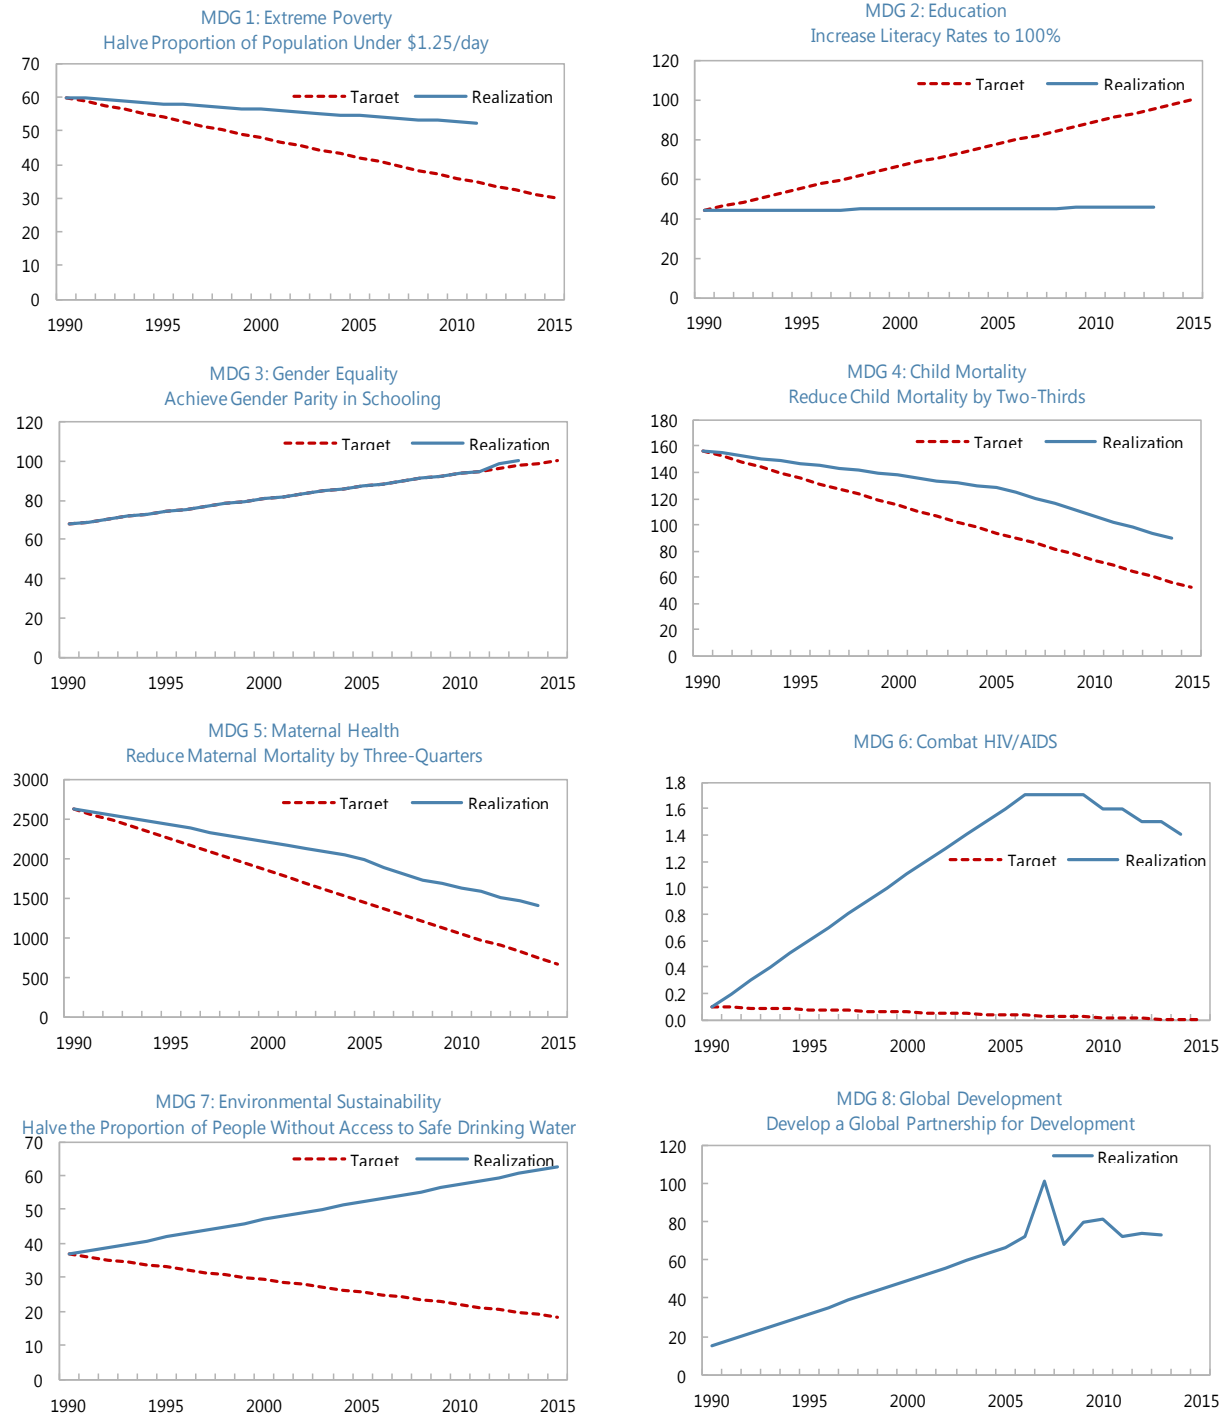 MDG 1: Extreme Poverty
Halve Proportion of Population Under $1.25/day
70
60
50
40
30
20
10
0
Target
Realization
1990 1995 2000 2005 2010 2015
MDG 2: Education
Increase Literacy Rates to 100%
120
100
80
60
40
20
0
Target
Realization
1990 1995 2000 2005 2010 2015
MDG 3: Gender Equality
Achieve Gender Parity in Schooling
120
100
80
60
40
20
0
Target
Realization
1990 1995 2000 2005 2010 2015
MDG 4: Child Mortality
Reduce Child Mortality by Two-Thirds
180
160
140
120
100
80
60
40
20
0
Target
Realization
1990 1995 2000 2005 2010 2015
MDG 5: Maternal Health
Reduce Maternal Mortality by Three-Quarters
3000
2500
2000
1500
1000
500
0
Target
Realization
1990 1995 2000 2005 2010 2015
MDG 6: Combat HIV/AIDS
1.8
1.6
1.4
1.2
1.0
0.8
0.6
0.4
0.2
0.0
Target
Realization
1990 1995 2000 2005 2010 2015
MDG 7: Environmental Sustainability
Halve the Proportion of People Without Access to Safe Drinking Water
70
60
50
40
30
20
10
0
Target
Realization
1990 1995 2000 2005 2010 2015
MDG 8: Global Development
Develop a Global Partnership for Development
120
100
80
60
40
20
0
Realization
1990 1995 2000 2005 2010 2015